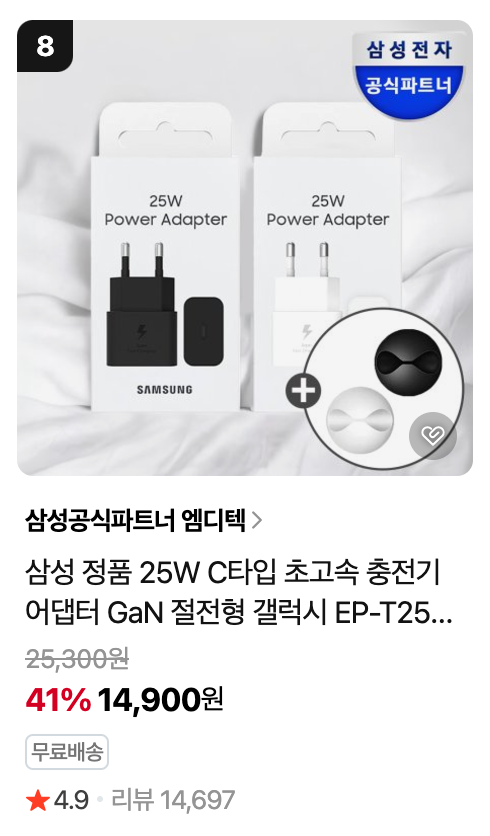 8
삼성전자
공식파트너
25W
Power Adapter
SAMSUNG
25W
Power Adapter
삼성공식파트너 엠디텍
삼성 정품 25W C타입 초고속 충전기
어댑터 GaN 절전형 갤럭시 EP-T25...
25,300원
41% 14,900원
무료배송
★4.9 • 리뷰 14,697